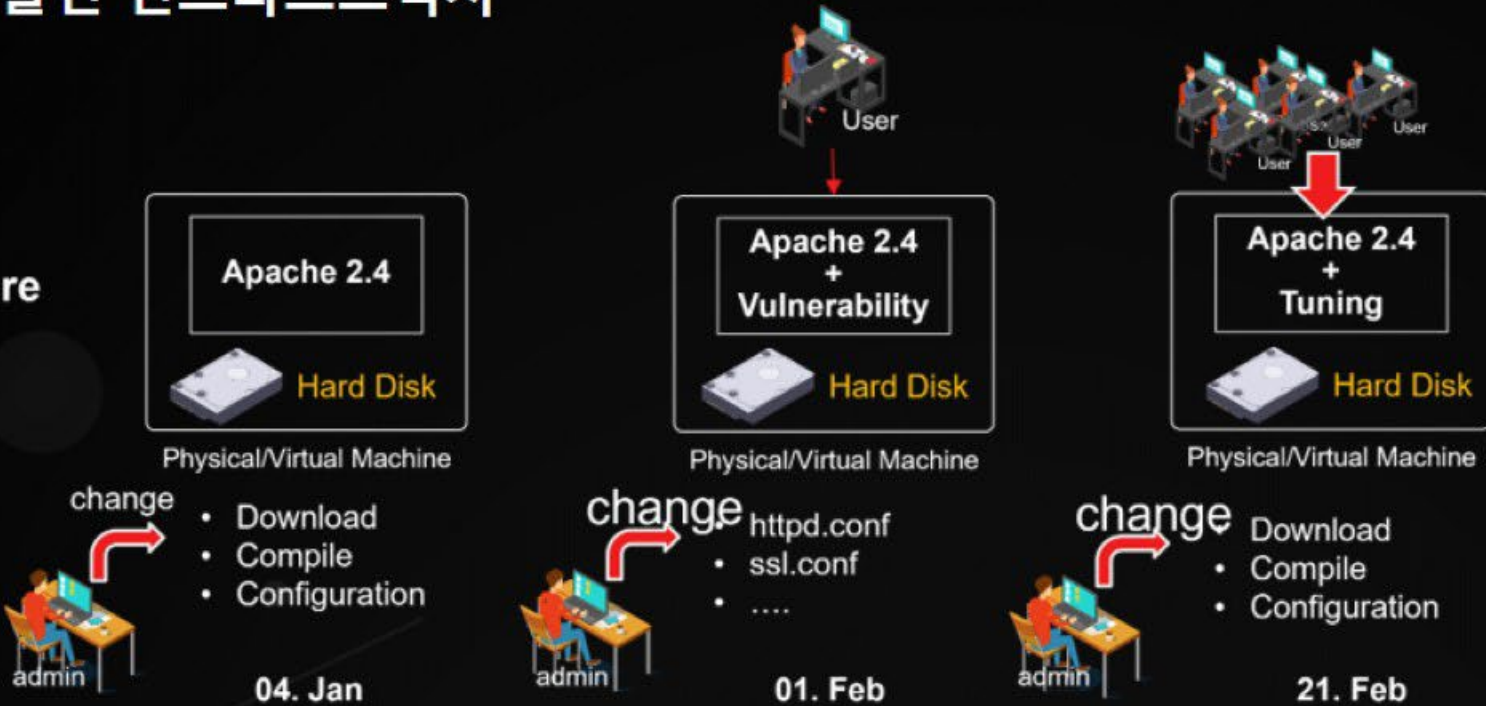 User
User
User
User
re
Apache 2.4
Hard Disk
Physical/Virtual Machine
change
• Download
• Compile
• Configuration
admin
04. Jan
Apache 2.4
+
Vulnerability
Hard Disk
Physical/Virtual Machine
change
• httpd.conf
• ssl.conf
• ....
admin
01. Feb
Apache 2.4
+
Tuning
Hard Disk
Physical/Virtual Machine
change
• Download
• Compile
• Configuration
admin
21. Feb